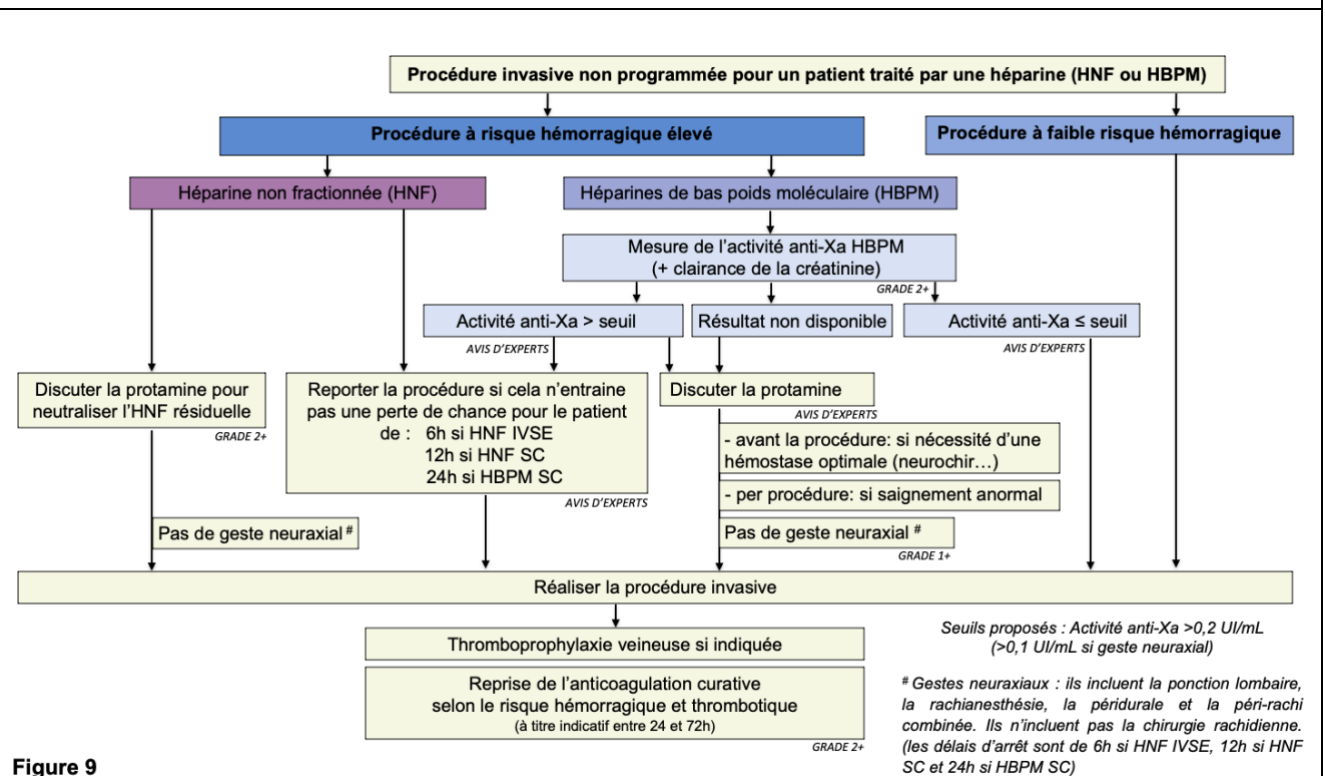 Procédure invasive non programmée pour un patient traité par une héparine (HNF ou HBPM)
Procédure à risque hémorragique élevé
Procédure à faible risque hémorragique
Héparine non fractionnée (HNF)
Héparines de bas poids moléculaire (HBPM)
Mesure de l’activité anti-Xa HBPM
(+ clairance de la créatinine)
GRADE 2+
Activité anti-Xa > seuil
AVIS D’EXPERTS
Résultat non disponible
Activité anti-Xa ≤ seuil
AVIS D’EXPERTS
Discuter la protamine pour
neutraliser l’HNF résiduelle
GRADE 2+
Reporter la procédure si cela n’entraine
pas une perte de chance pour le patient
de : 6h si HNF IVSE
12h si HNF SC
24h si HBPM SC
AVIS D’EXPERTS
Discuter la protamine
AVIS D’EXPERTS
- avant la procédure: si nécessité d’une
hémostase optimale (neurochir…)
- per procédure: si saignement anormal
Pas de geste neuraxial #
Pas de geste neuraxial #
GRADE 1+
Réaliser la procédure invasive
Thromboprophylaxie veineuse si indiquée
Reprise de l’anticoagulation curative
selon le risque hémorragique et thrombotique
(à titre indicatif entre 24 et 72h)
GRADE 2+
Seuils proposés : Activité anti-Xa >0,2 UI/mL
(>0,1 UI/mL si geste neuraxial)
# Gestes neuraxiaux : ils incluent la ponction lombaire,
la rachianesthésie, la péridurale et la péri-rachi
combinée. Ils n’incluent pas la chirurgie rachidienne.
(les délais d’arrêt sont de 6h si HNF IVSE, 12h si HNF
SC et 24h si HBPM SC)
Figure 9